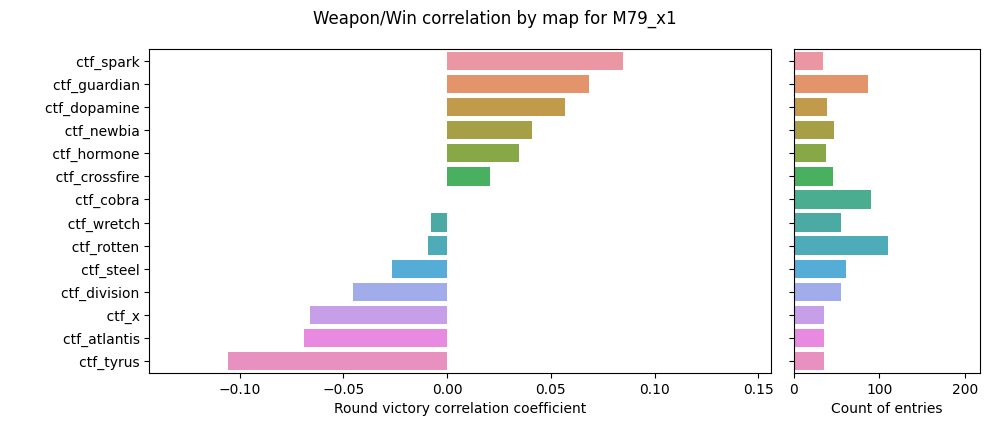 Weapon/Win correlation by map for M79_x1
ctf_spark
ctf_guardian
ctf_dopamine
ctf_newbia
ctf_hormone
ctf_crossfire
ctf_cobra
ctf_wretch
ctf_rotten
ctf_steel
ctf_division
ctf_x
ctf_atlantis
ctf_tyrus
−0.10 −0.05 0.00 0.05 0.10 0.15
Round victory correlation coefficient
0 100 200
Count of entries